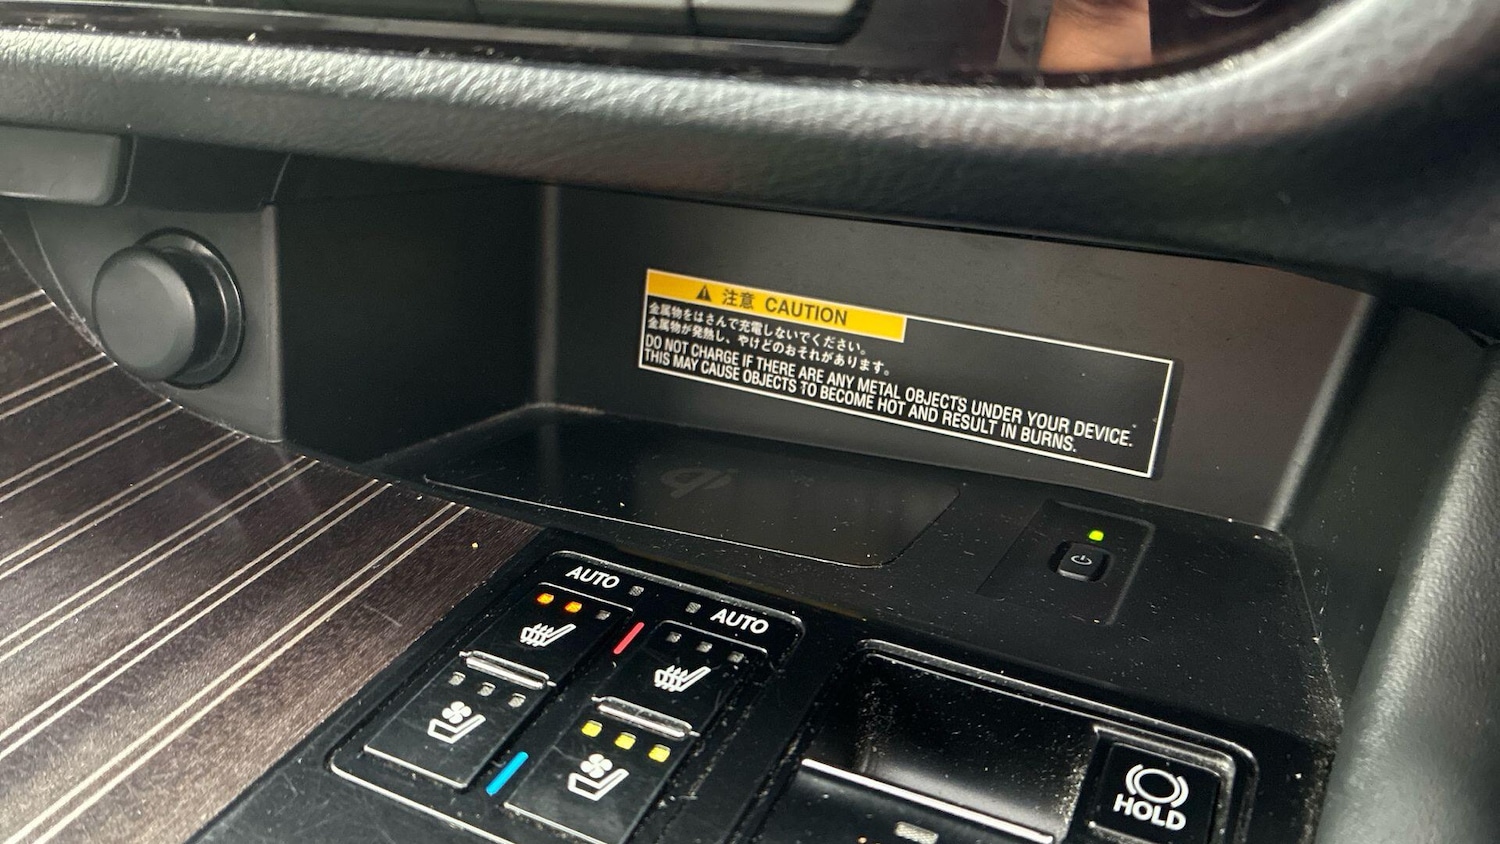 注意 CAUTION
金属物をはさんで充電しないでください。
金属物が発熱し、やけどのおそれがあります。
DO NOT CHARGE IF THERE ARE ANY METAL OBJECTS UNDER YOUR DEVICE.
THIS MAY CAUSE OBJECTS TO BECOME HOT AND RESULT IN BURNS.
qi
AUTO
AUTO
HOLD